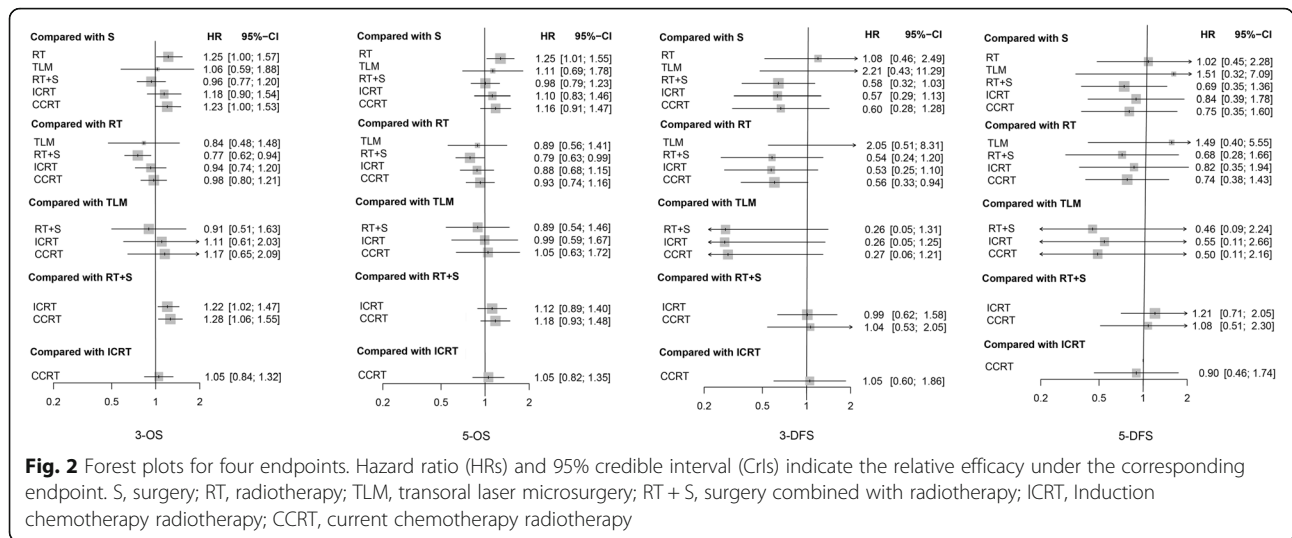 Compared with S HR 95%−CI
RT 1.25 [1.00; 1.57]
TLM 1.06 [0.59; 1.88]
RT+S 0.96 [0.77; 1.20]
ICRT 1.18 [0.90; 1.54]
CCRT 1.23 [1.00; 1.53]
Compared with RT
TLM 0.84 [0.48; 1.48]
RT+S 0.77 [0.62; 0.94]
ICRT 0.94 [0.74; 1.20]
CCRT 0.98 [0.80; 1.21]
Compared with TLM
RT+S 0.91 [0.51; 1.63]
ICRT 1.11 [0.61; 2.03]
CCRT 1.17 [0.65; 2.09]
Compared with RT+S
ICRT 1.22 [1.02; 1.47]
CCRT 1.28 [1.06; 1.55]
Compared with ICRT
CCRT 1.05 [0.84; 1.32]
0.2 0.5 1 2
3-OS
Compared with S HR 95%−CI
RT 1.25 [1.01; 1.55]
TLM 1.11 [0.69; 1.78]
RT+S 0.98 [0.79; 1.23]
ICRT 1.10 [0.83; 1.46]
CCRT 1.16 [0.91; 1.47]
Compared with RT
TLM 0.89 [0.56; 1.41]
RT+S 0.79 [0.63; 0.99]
ICRT 0.88 [0.68; 1.15]
CCRT 0.93 [0.74; 1.16]
Compared with TLM
RT+S 0.89 [0.54; 1.46]
ICRT 0.99 [0.59; 1.67]
CCRT 1.05 [0.63; 1.72]
Compared with RT+S
ICRT 1.12 [0.89; 1.40]
CCRT 1.18 [0.93; 1.48]
Compared with ICRT
CCRT 1.05 [0.82; 1.35]
0.2 0.5 1 2
5-OS
Compared with S HR 95%−CI
RT 1.08 [0.46; 2.49]
TLM 2.21 [0.43; 11.29]
RT+S 0.58 [0.32; 1.03]
ICRT 0.57 [0.29; 1.13]
CCRT 0.60 [0.28; 1.28]
Compared with RT
TLM 2.05 [0.51; 8.31]
RT+S 0.54 [0.24; 1.20]
ICRT 0.53 [0.25; 1.10]
CCRT 0.56 [0.33; 0.94]
Compared with TLM
RT+S 0.26 [0.05; 1.31]
ICRT 0.26 [0.05; 1.25]
CCRT 0.27 [0.06; 1.21]
Compared with RT+S
ICRT 0.99 [0.62; 1.58]
CCRT 1.04 [0.53; 2.05]
Compared with ICRT
CCRT 1.05 [0.60; 1.86]
0.2 0.5 1 2
3-DFS
Compared with S HR 95%−CI
RT 1.02 [0.45; 2.28]
TLM 1.51 [0.32; 7.09]
RT+S 0.69 [0.35; 1.36]
ICRT 0.84 [0.39; 1.78]
CCRT 0.75 [0.35; 1.60]
Compared with RT
TLM 1.49 [0.40; 5.55]
RT+S 0.68 [0.28; 1.66]
ICRT 0.82 [0.35; 1.94]
CCRT 0.74 [0.38; 1.43]
Compared with TLM
RT+S 0.46 [0.09; 2.24]
ICRT 0.55 [0.11; 2.66]
CCRT 0.50 [0.11; 2.16]
Compared with RT+S
ICRT 1.21 [0.71; 2.05]
CCRT 1.08 [0.51; 2.30]
Compared with ICRT
CCRT 0.90 [0.46; 1.74]
0.2 0.5 1 2
5-DFS
Fig. 2 Forest plots for four endpoints. Hazard ratio (HRs) and 95% credible interval (CrIs) indicate the relative efficacy under the corresponding
endpoint. S, surgery; RT, radiotherapy; TLM, transoral laser microsurgery; RT + S, surgery combined with radiotherapy; ICRT, Induction
chemotherapy radiotherapy; CCRT, current chemotherapy radiotherapy